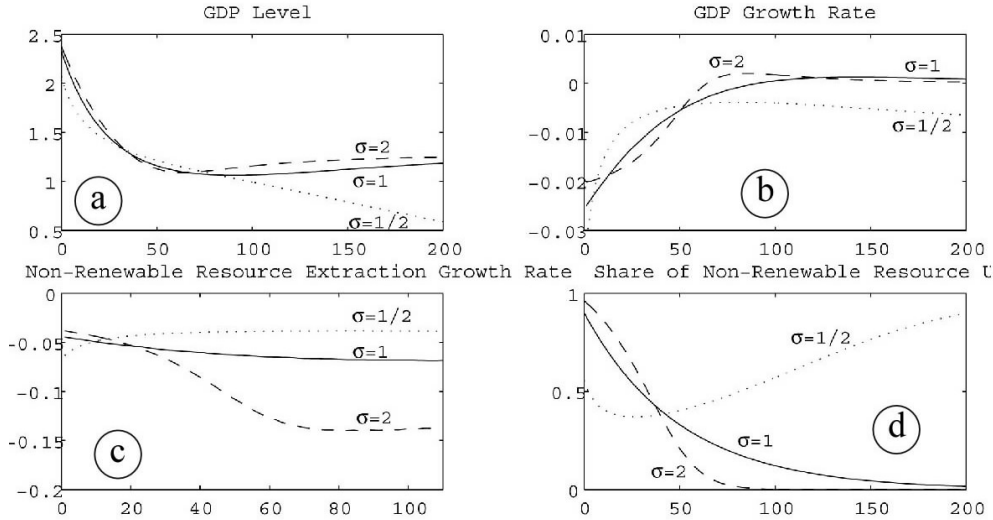 GDP Level
2.5
2
1.5
1
0.5
0 50 100 150 200
σ=2
σ=1
σ=1/2
a
GDP Growth Rate
0.01
0
-0.01
-0.02
-0.03
0 50 100 150 200
σ=2
σ=1
σ=1/2
b
Non-Renewable Resource Extraction Growth Rate
0
-0.05
-0.1
-0.15
-0.2
0 20 40 60 80 100
σ=1/2
σ=1
σ=2
c
Share of Non-Renewable Resource U
1
0.5
0
0 50 100 150 200
σ=1/2
σ=1
σ=2
d